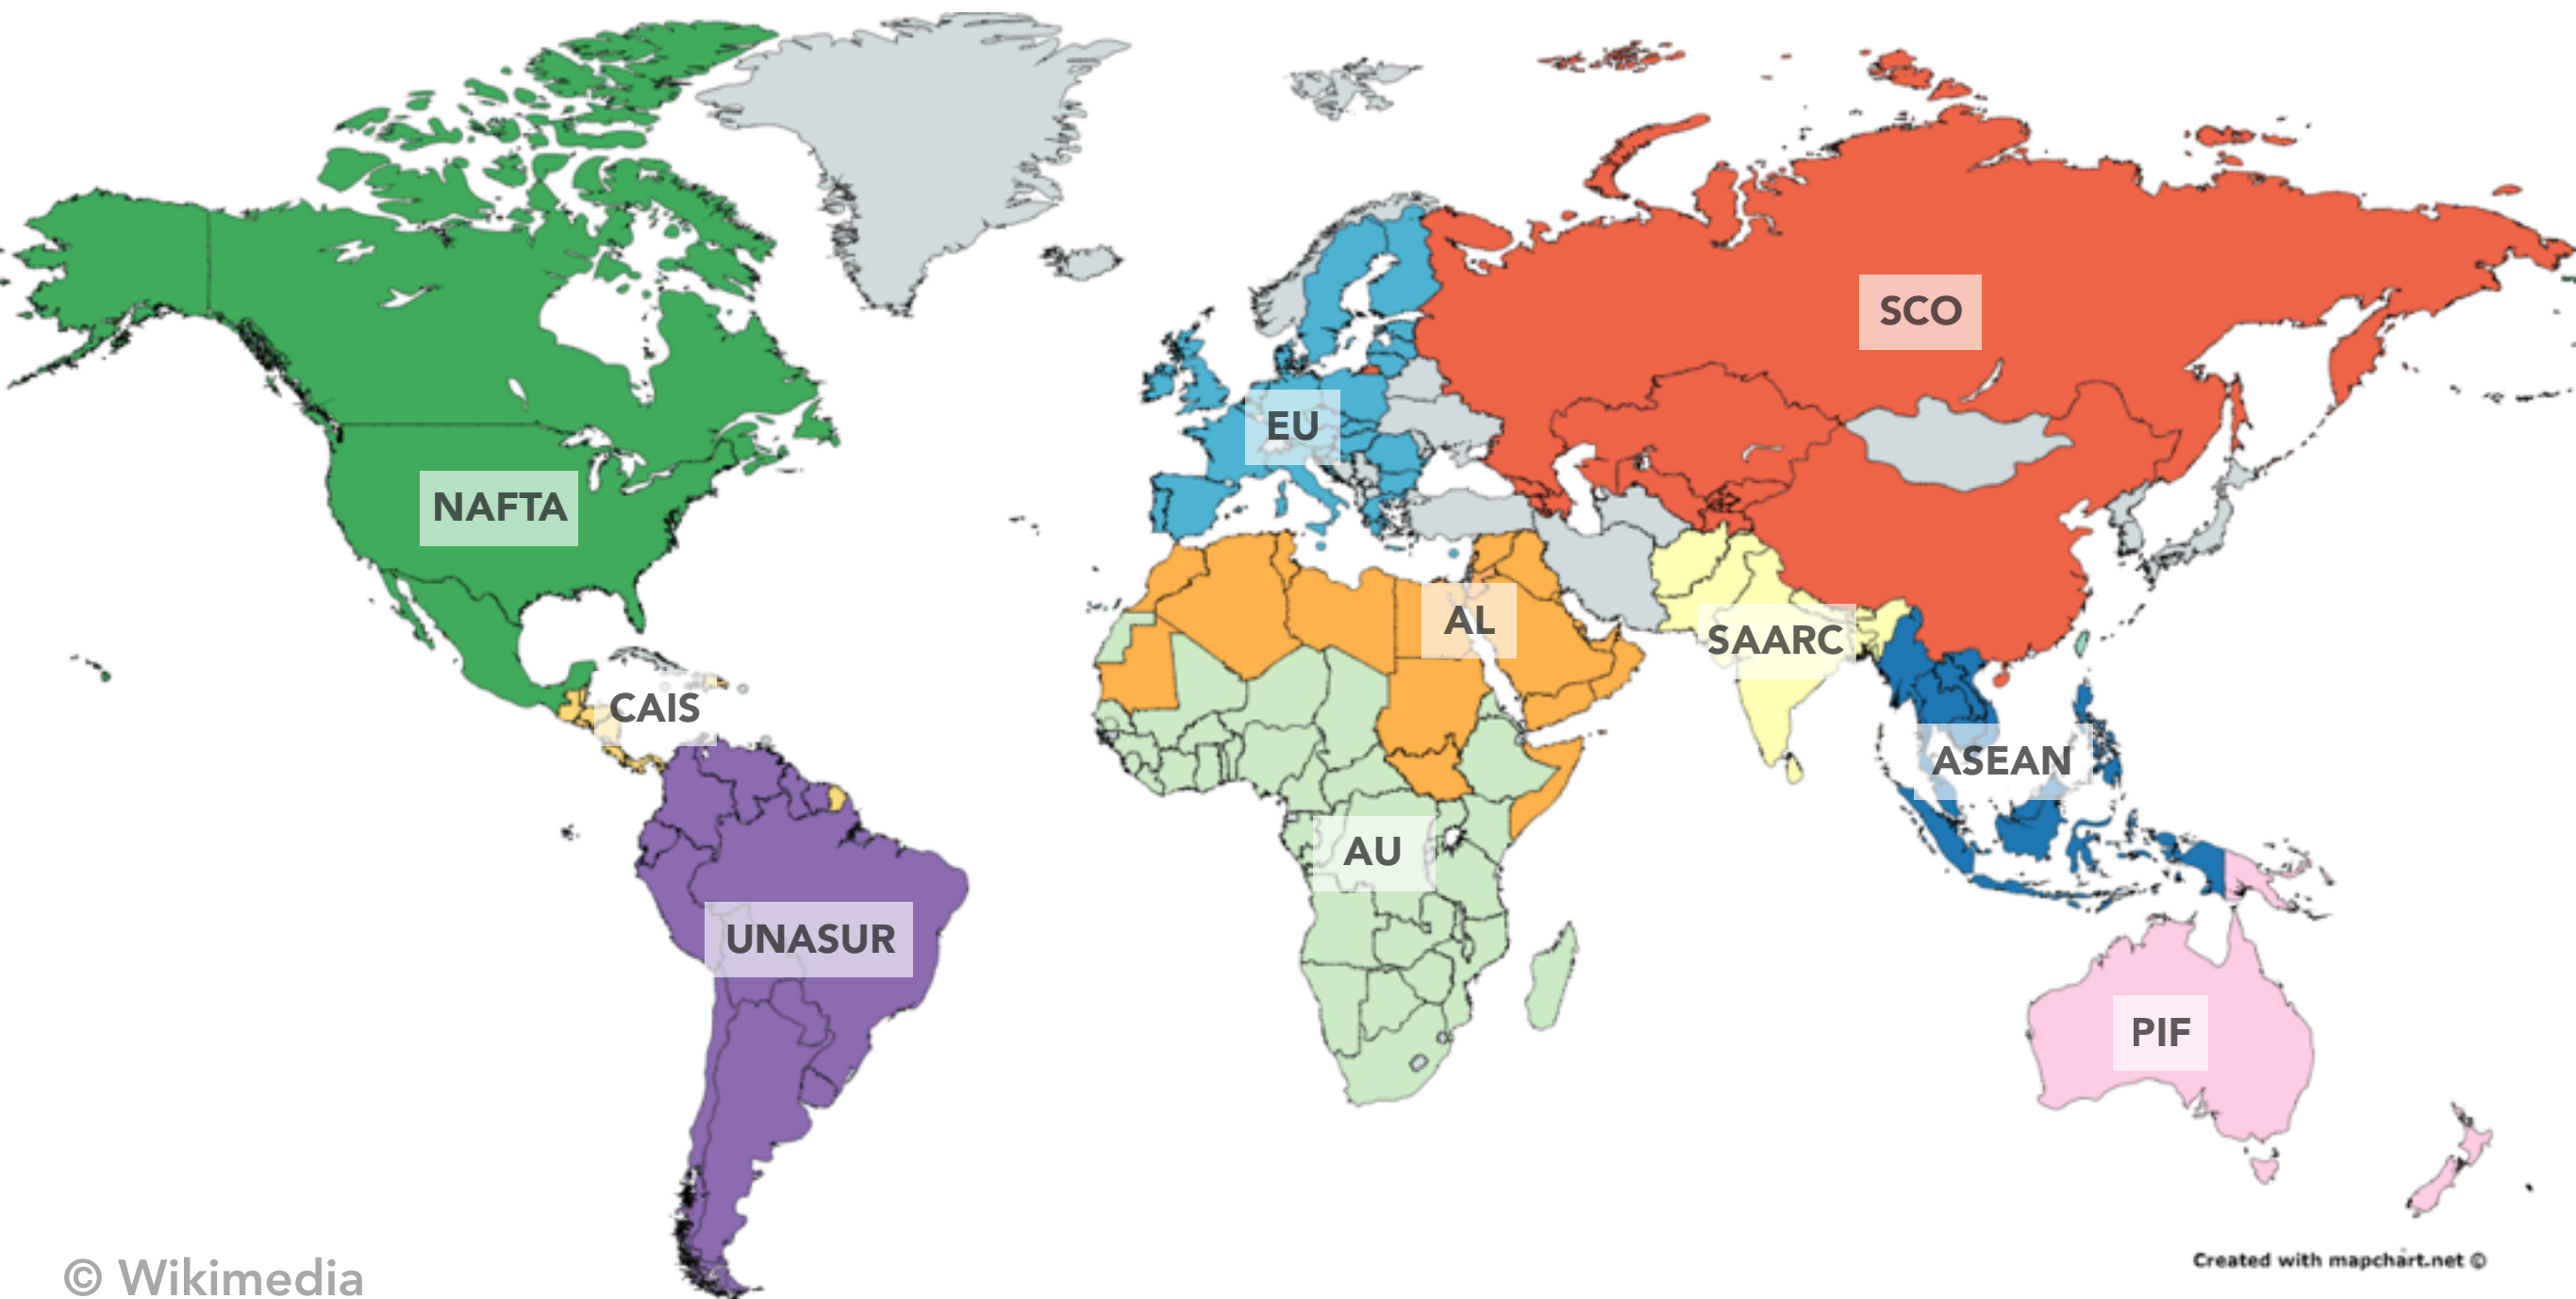 SCO
EU
NAFTA
AL
SAARC
CAIS
ASEAN
AU
UNASUR
PIF
Created with mapchart.net ©
© Wikimedia